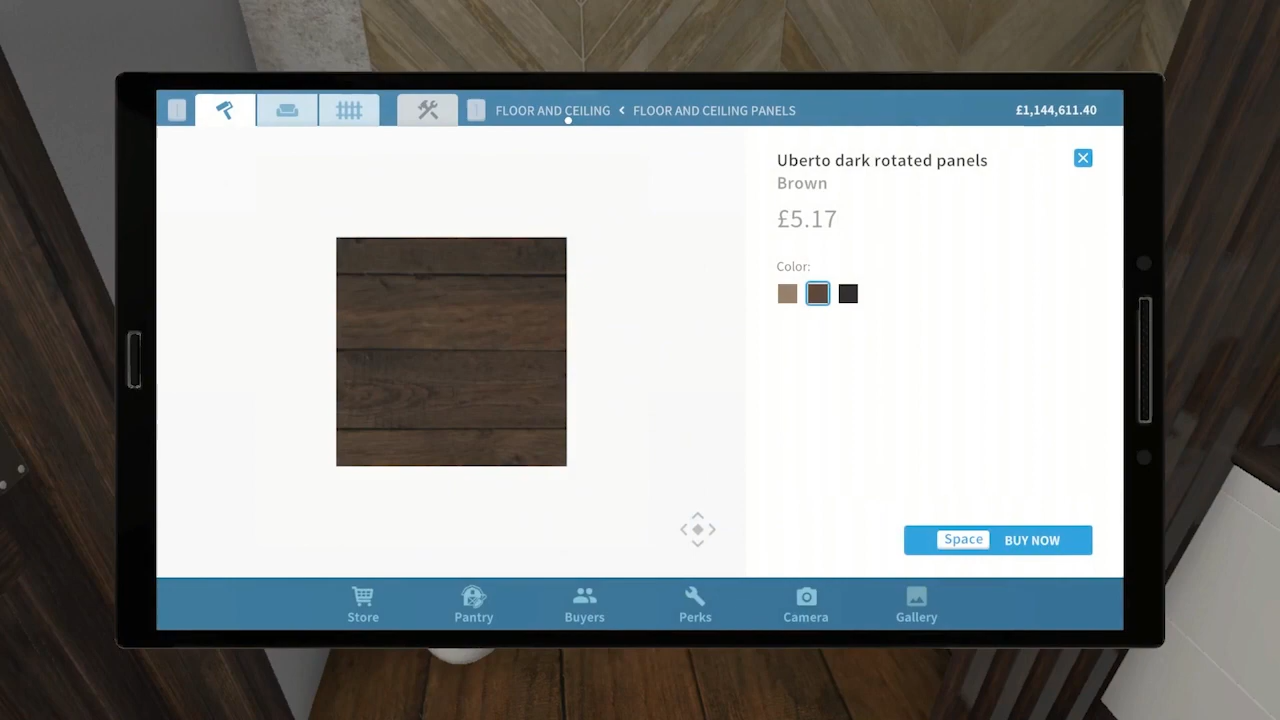 FLOOR AND CEILING < FLOOR AND CEILING PANELS
£1,144,611.40
Uberto dark rotated panels
Brown
£5.17
Color:
Space BUY NOW
Store Pantry Buyers Perks Camera Gallery